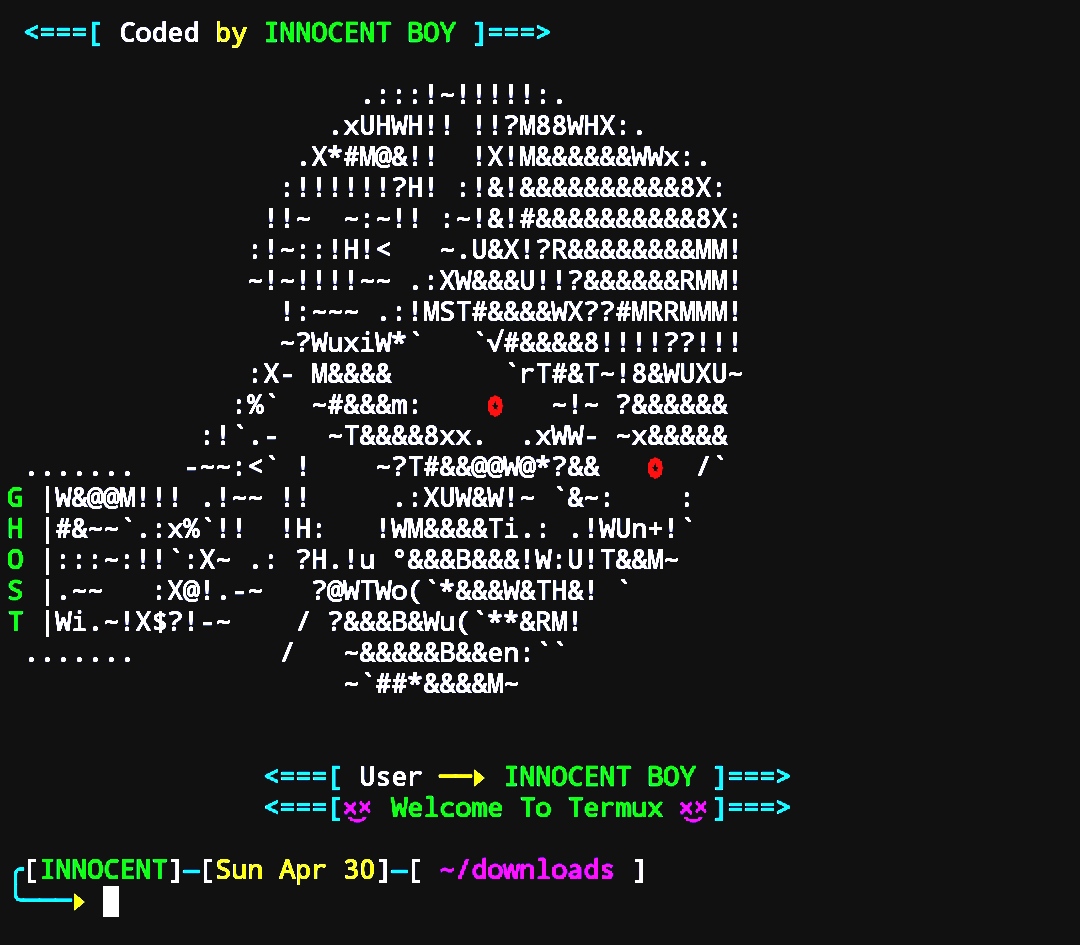 <===[ Coded by INNOCENT BOY ]===>
.:::!~!!!!!:.
.xUHWH!! !!?M88WHX:.
.X*#M@&!!  !X!M&&&&&&WWx:.
:!!!!!!?H! :!&!&&&&&&&&&&8X:
!!~  ~:~!! :~!&!#&&&&&&&&&&8X:
:!~::!H!<   ~.U&X!?R&&&&&&&&MM!
~!~!!!!~~ .:XW&&&U!!?&&&&&&RMM!
!:~~~ .:!MST#&&&&WX??#MRRMMM!
~?WuxiW*`   `√#&&&&8!!!!??!!!
:X- M&&&&       `rT#&T~!8&WUXU~
:%`  ~#&&&m:        ~!~ ?&&&&&&
:!`.-   ~T&&&&8xx.  .xWW- ~x&&&&&
.......   -~~:<` !    ~?T#&&@@W@*?&&      /`
G |W&@@M!!! .!~~ !!     .:XUW&W!~ `&~:    :
H |#&~~`.:x%`!!  !H:   !WM&&&&Ti.: .!WUn+!`
O |:::~:!!`:X~ .: ?H.!u °&&&B&&&!W:U!T&&M~
S |.~~   :X@!.-~   ?@WTWo(`*&&&W&TH&! `
T |Wi.~!X$?!-~    / ?&&&B&Wu(`**&RM!
.......         /   ~&&&&&B&&en:``
~`##*&&&&M~
<===[ User ──▸ INNOCENT BOY ]===>
<===[ Welcome To Termux ]===>
╭[INNOCENT]─[Sun Apr 30]─[ ~/downloads ]
╰───▸